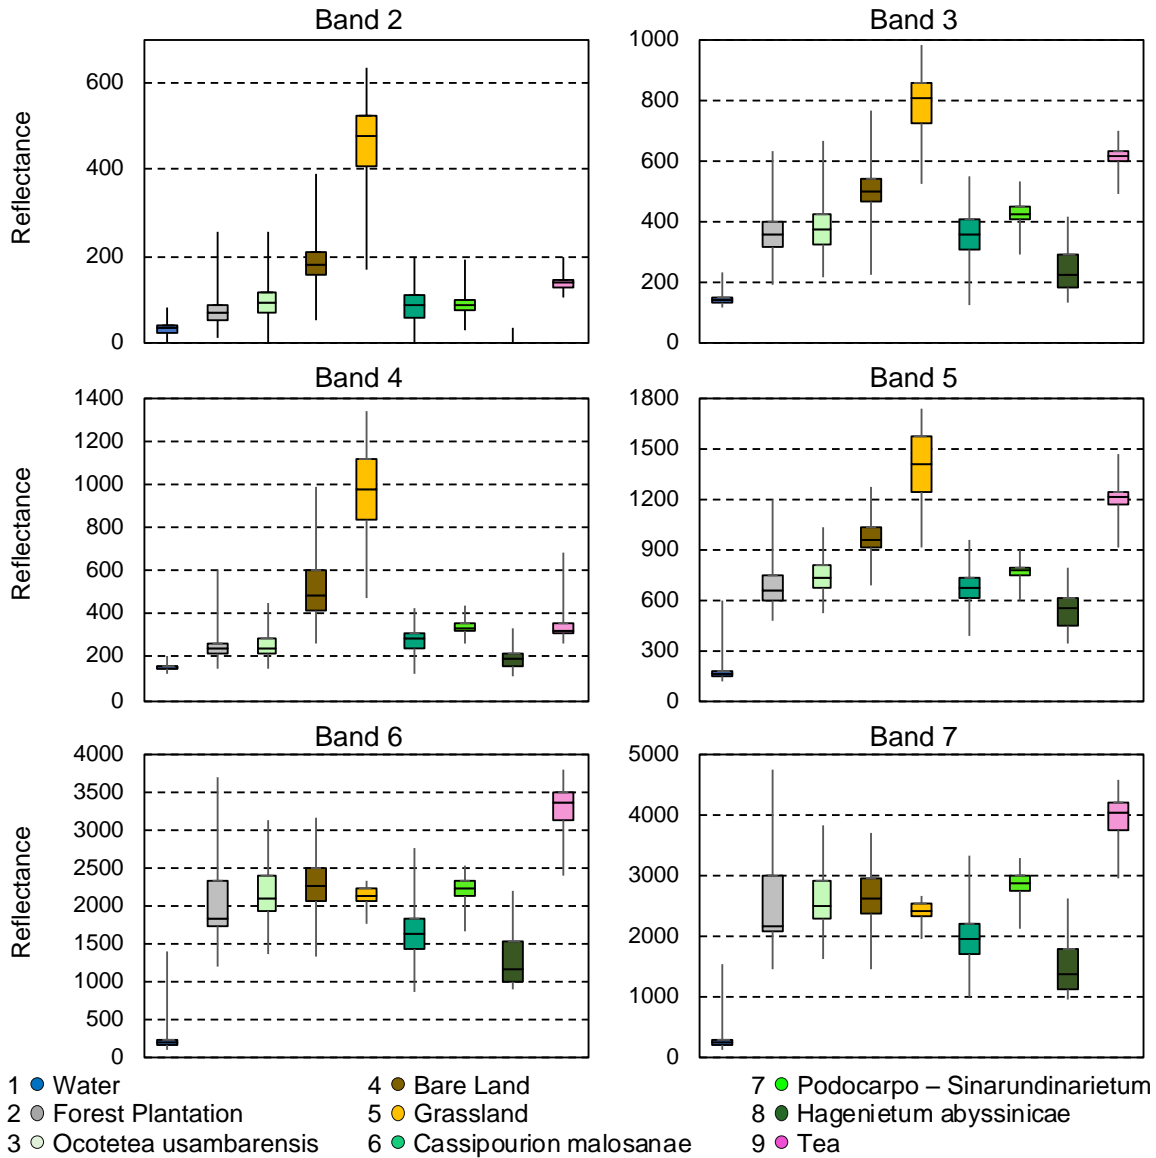 Band 2
Band 3
Reflectance
600
400
200
0
1000
800
600
400
200
0
Band 4
Band 5
Reflectance
1400
1200
1000
800
600
400
200
0
1800
1500
1200
900
600
300
0
Band 6
Band 7
Reflectance
4000
3500
3000
2500
2000
1500
1000
500
0
5000
4000
3000
2000
1000
0
1 Water
2 Forest Plantation
3 Ocotetea usambarensis
4 Bare Land
5 Grassland
6 Cassipourion malosanae
7 Podocarpo – Sinarundinarietum
8 Hagenietum abyssinicae
9 Tea